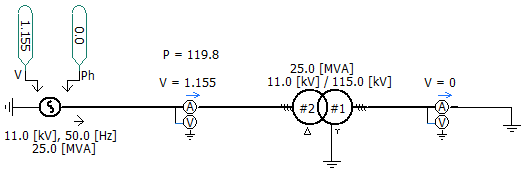 1.155
0.0
V
Ph
P = 119.8
V = 1.155
25.0 [MVA]
11.0 [kV] / 115.0 [kV]
V = 0
A
V
#2
#1
A
V
11.0 [kV], 50.0 [Hz]
25.0 [MVA]